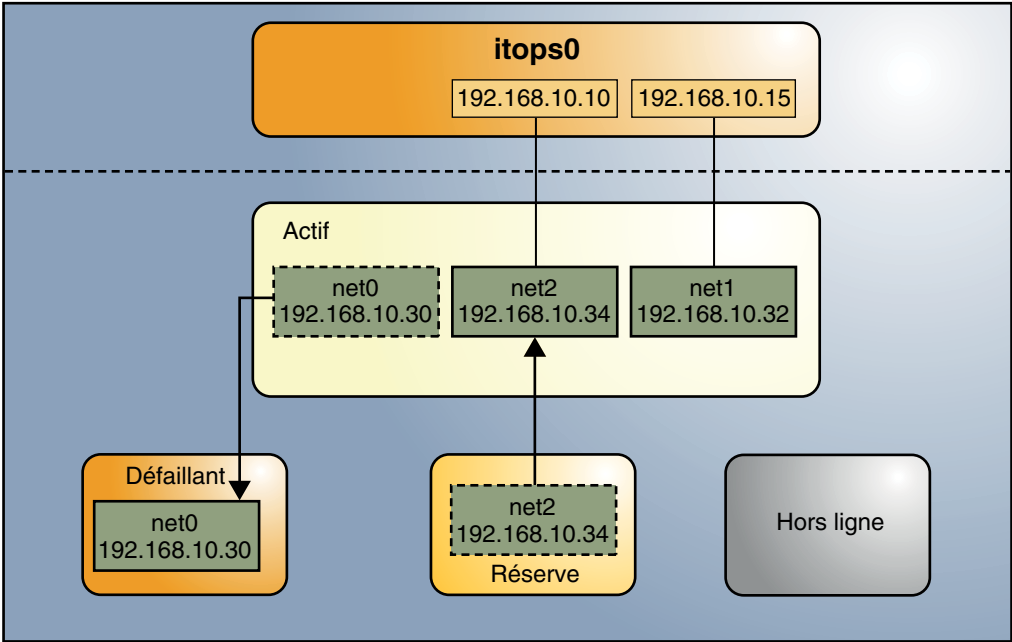 itops0
192.168.10.10
192.168.10.15
Actif
net0
192.168.10.30
net2
192.168.10.34
net1
192.168.10.32
Défaillant
net0
192.168.10.30
net2
192.168.10.34
Réserve
Hors ligne